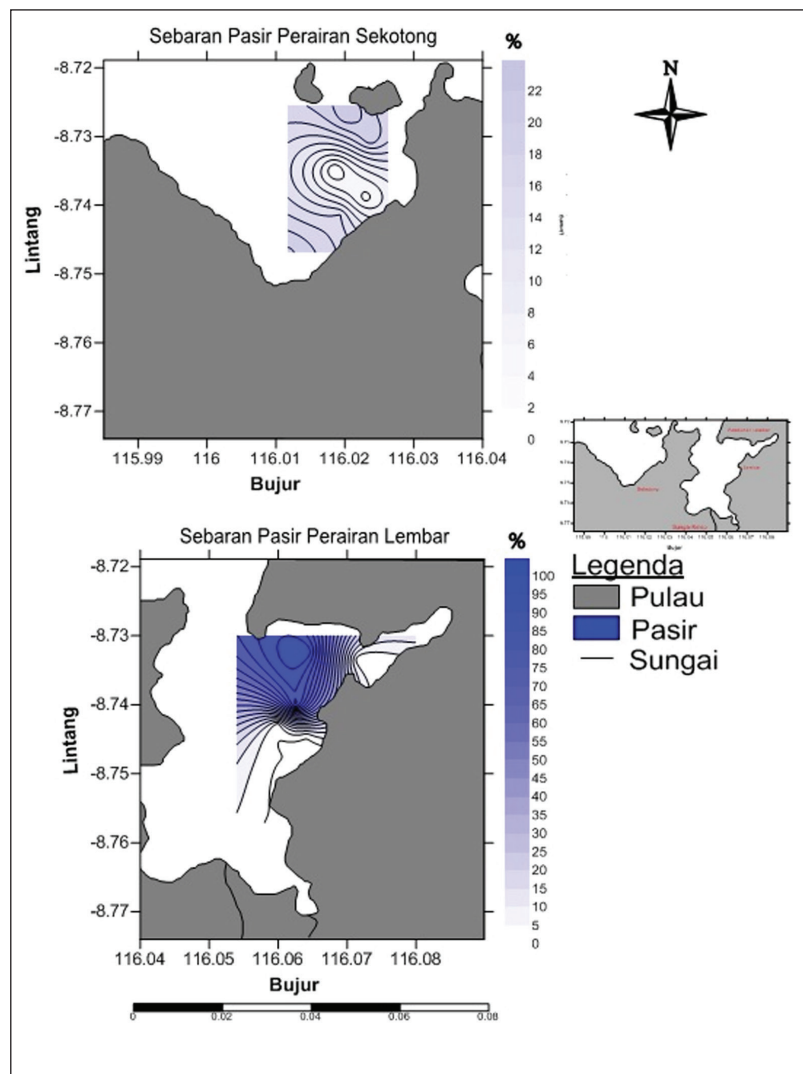 Sebaran Pasir Perairan Sekotong
%
N
-8.72
-8.73
-8.74
-8.75
-8.76
-8.77
Lintang
115.99 116 116.01 116.02 116.03 116.04
Bujur
22
20
18
16
14
12
10
8
6
4
2
0
Sebaran Pasir Perairan Lembar
%
-8.72
-8.73
-8.74
-8.75
-8.76
-8.77
Lintang
116.04 116.05 116.06 116.07 116.08
Bujur
100
95
90
85
80
75
70
65
60
55
50
45
40
35
30
25
20
15
10
5
0
0 0.02 0.04 0.06 0.08
Lembar
Bujur
Legenda
Pulau
Pasir
Sungai